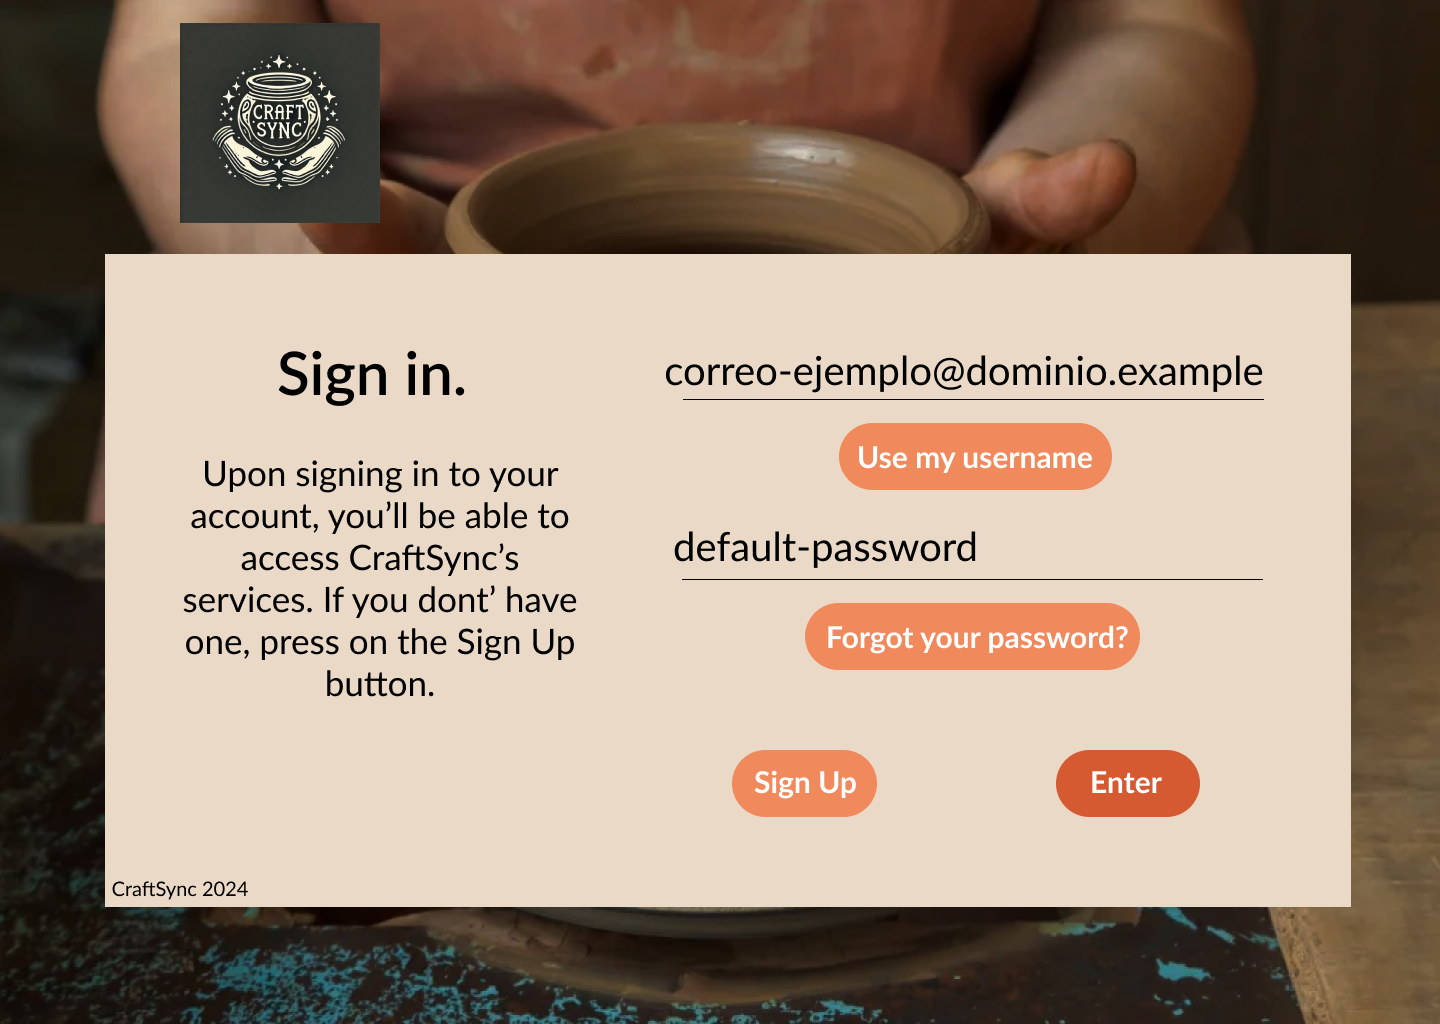 CRAFT
SYNC
Sign in.
Upon signing in to your
account, you’ll be able to
access CraftSync’s
services. If you dont’ have
one, press on the Sign Up
button.
correo-ejemplo@dominio.example
Use my username
default-password
Forgot your password?
Sign Up
Enter
CraftSync 2024